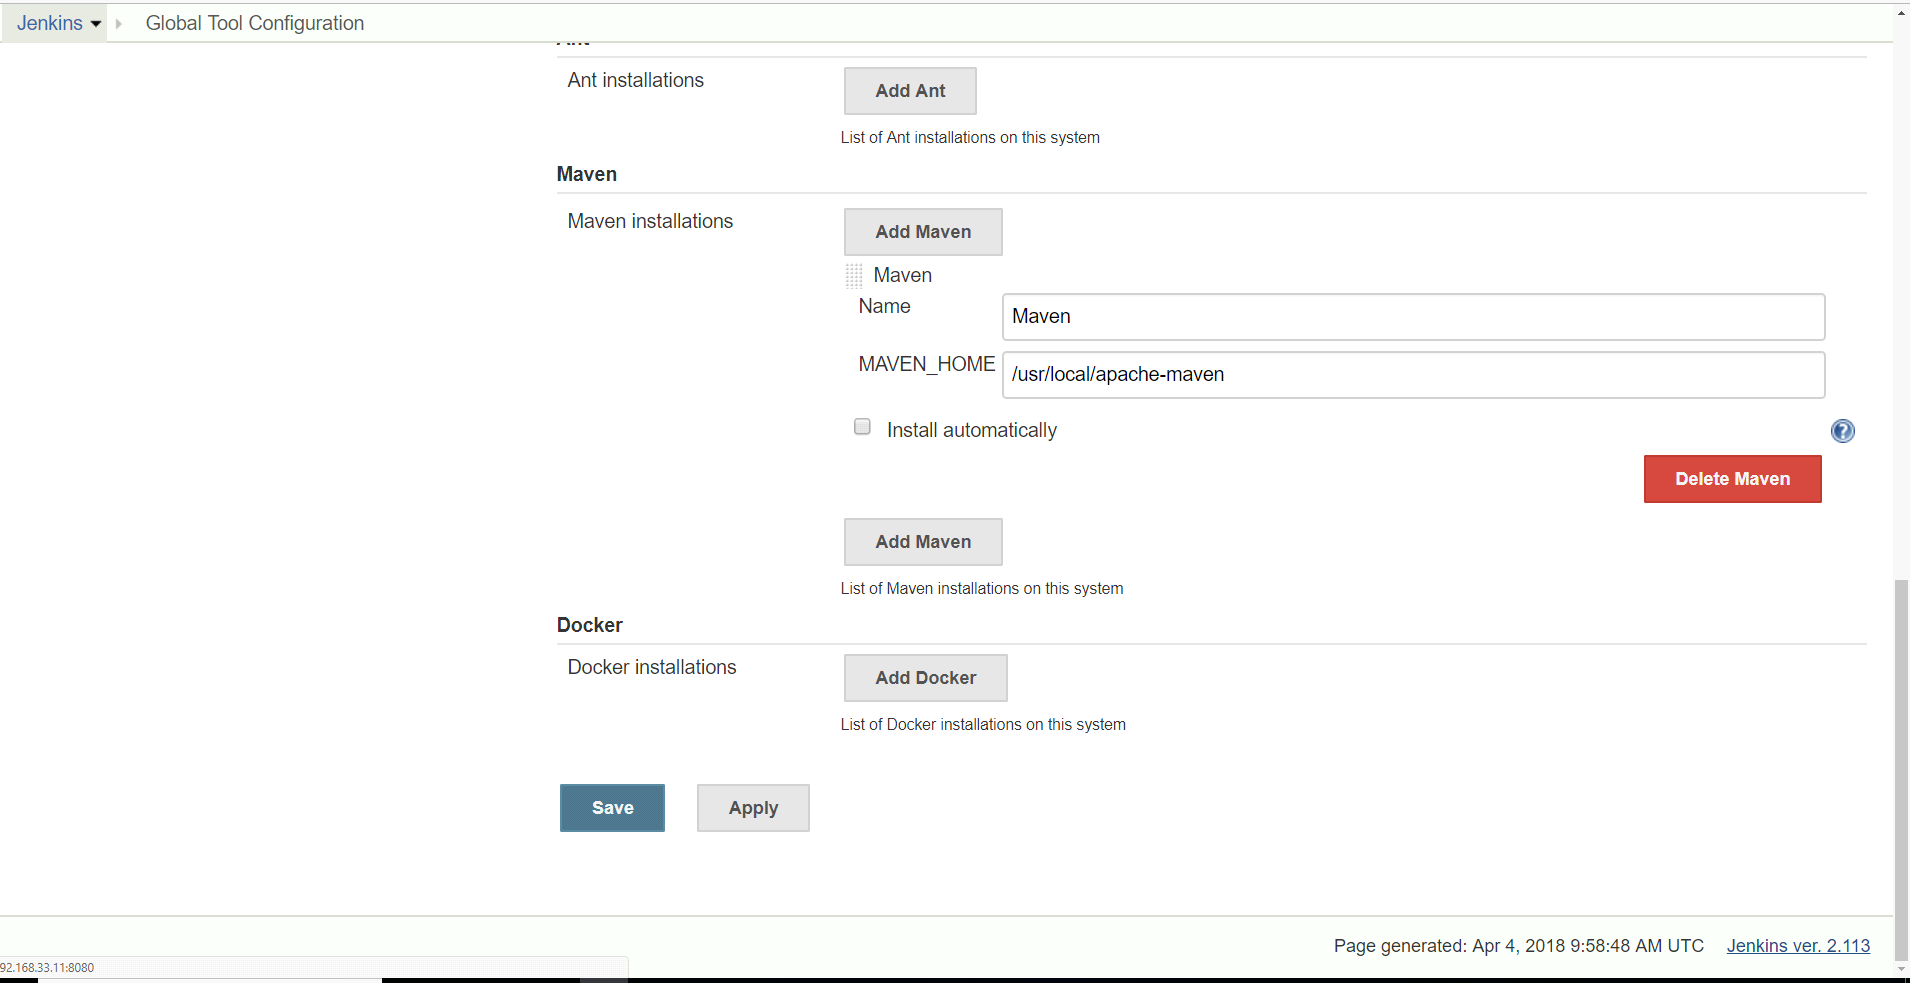 Jenkins Global Tool Configuration
Ant
Ant installations
Add Ant
List of Ant installations on this system
Maven
Maven installations
Add Maven
Maven
Name
Maven
MAVEN_HOME
/usr/local/apache-maven
Install automatically
?
Delete Maven
Add Maven
List of Maven installations on this system
Docker
Docker installations
Add Docker
List of Docker installations on this system
Save
Apply
Page generated: Apr 4, 2018 9:58:48 AM UTC Jenkins ver. 2.113
92.168.33.11:8080